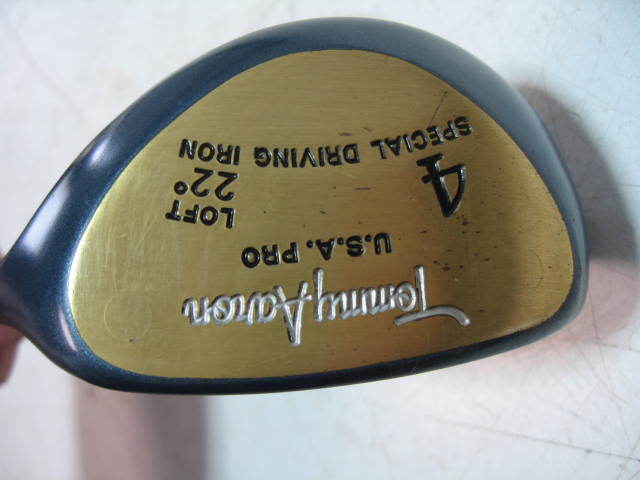 Tommy Aaron
U.S.A. PRO
LOFT
22°
4
SPECIAL DRIVING IRON